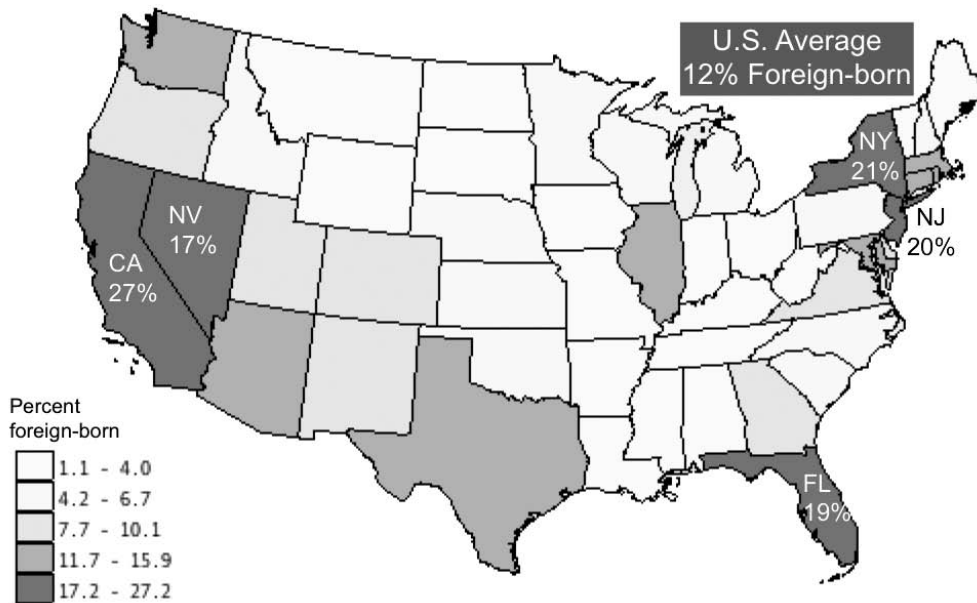 U.S. Average
12% Foreign-born
NY
21%
NV
17%
NJ
20%
CA
27%
FL
19%
Percent
foreign-born
1.1 - 4.0
4.2 - 6.7
7.7 - 10.1
11.7 - 15.9
17.2 - 27.2